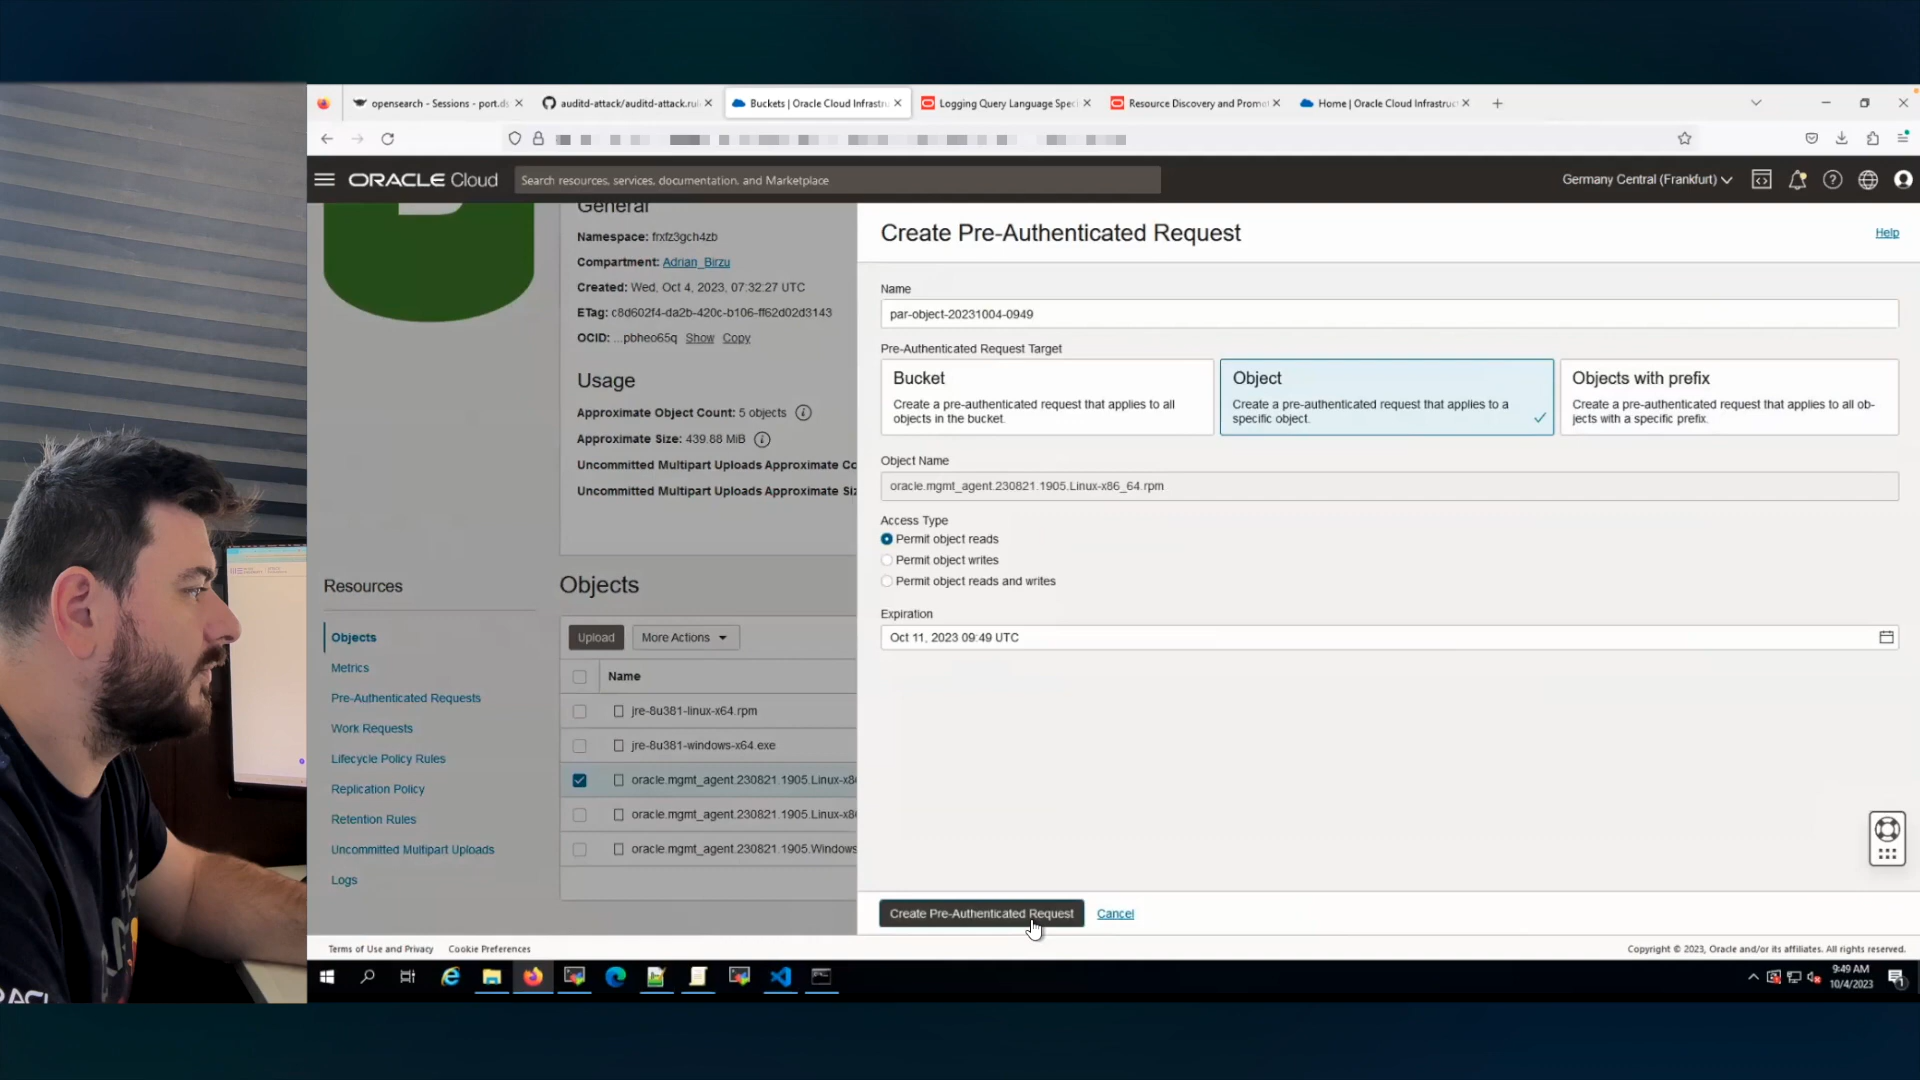 opensearch - Sessions - port.ds
auditd-attack/auditd-attack.rul
Buckets | Oracle Cloud Infrastru
Logging Query Language Speci
Resource Discovery and Promot
Home | Oracle Cloud Infrastruct
ORACLE Cloud
Search resources, services, documentation, and Marketplace
Germany Central (Frankfurt)
General
Namespace: frxfz3gch4zb
Compartment: Adrian_Birzu
Created: Wed, Oct 4, 2023, 07:32:27 UTC
ETag: c8d602f4-da2b-420c-b106-ff62d02d3143
OCID: ...pbheo65q Show Copy
Usage
Approximate Object Count: 5 objects
Approximate Size: 439.88 MiB
Uncommitted Multipart Uploads Approximate Co
Uncommitted Multipart Uploads Approximate Siz
Resources
Objects
Metrics
Pre-Authenticated Requests
Work Requests
Lifecycle Policy Rules
Replication Policy
Retention Rules
Uncommitted Multipart Uploads
Logs
Objects
Upload
More Actions
Name
jre-8u381-linux-x64.rpm
jre-8u381-windows-x64.exe
oracle.mgmt_agent.230821.1905.Linux-x86
oracle.mgmt_agent.230821.1905.Linux-x86
oracle.mgmt_agent.230821.1905.Windows
Create Pre-Authenticated Request
Help
Name
par-object-20231004-0949
Pre-Authenticated Request Target
Bucket
Create a pre-authenticated request that applies to all
objects in the bucket.
Object
Create a pre-authenticated request that applies to a
specific object.
Objects with prefix
Create a pre-authenticated request that applies to all ob-
jects with a specific prefix.
Object Name
oracle.mgmt_agent.230821.1905.Linux-x86_64.rpm
Access Type
Permit object reads
Permit object writes
Permit object reads and writes
Expiration
Oct 11, 2023 09:49 UTC
Create Pre-Authenticated Request
Cancel
Terms of Use and Privacy
Cookie Preferences
Copyright © 2023, Oracle and/or its affiliates. All rights reserved.
9:49 AM
10/4/2023
1